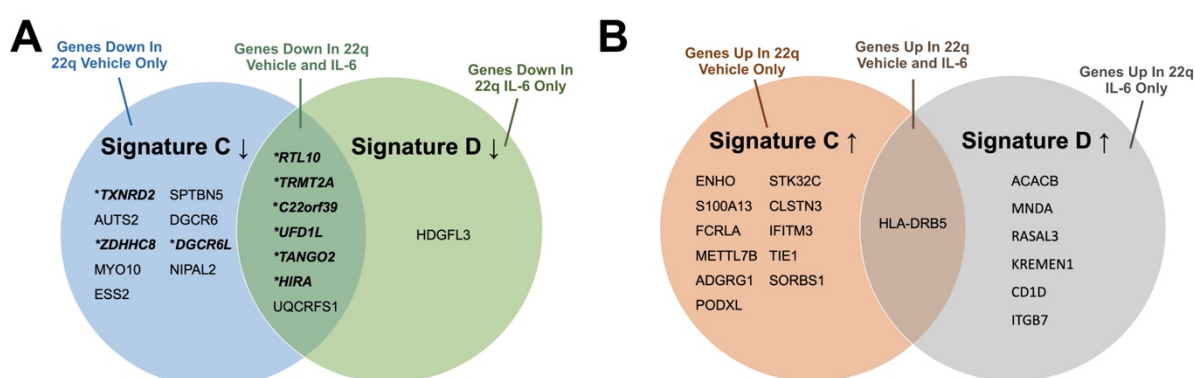 A
Genes Down In
22q Vehicle Only
Genes Down In 22q
Vehicle and IL-6
Genes Down In
22q IL-6 Only
Signature C ↓
Signature D ↓
*TXNRD2 SPTBN5
AUTS2 DGCR6
*ZDHHC8 *DGCR6L
MYO10 NIPAL2
ESS2
*RTL10
*TRMT2A
*C22orf39
*UFD1L
*TANGO2
*HIRA
UQCRFS1
HDGFL3
B
Genes Up In 22q
Vehicle Only
Genes Up In 22q
Vehicle and IL-6
Genes Up In 22q
IL-6 Only
Signature C ↑
Signature D ↑
ENHO STK32C
S100A13 CLSTN3
FCRLA IFITM3
METTL7B TIE1
ADGRG1 SORBS1
PODXL
HLA-DRB5
ACACB
MNDA
RASAL3
KREMEN1
CD1D
ITGB7